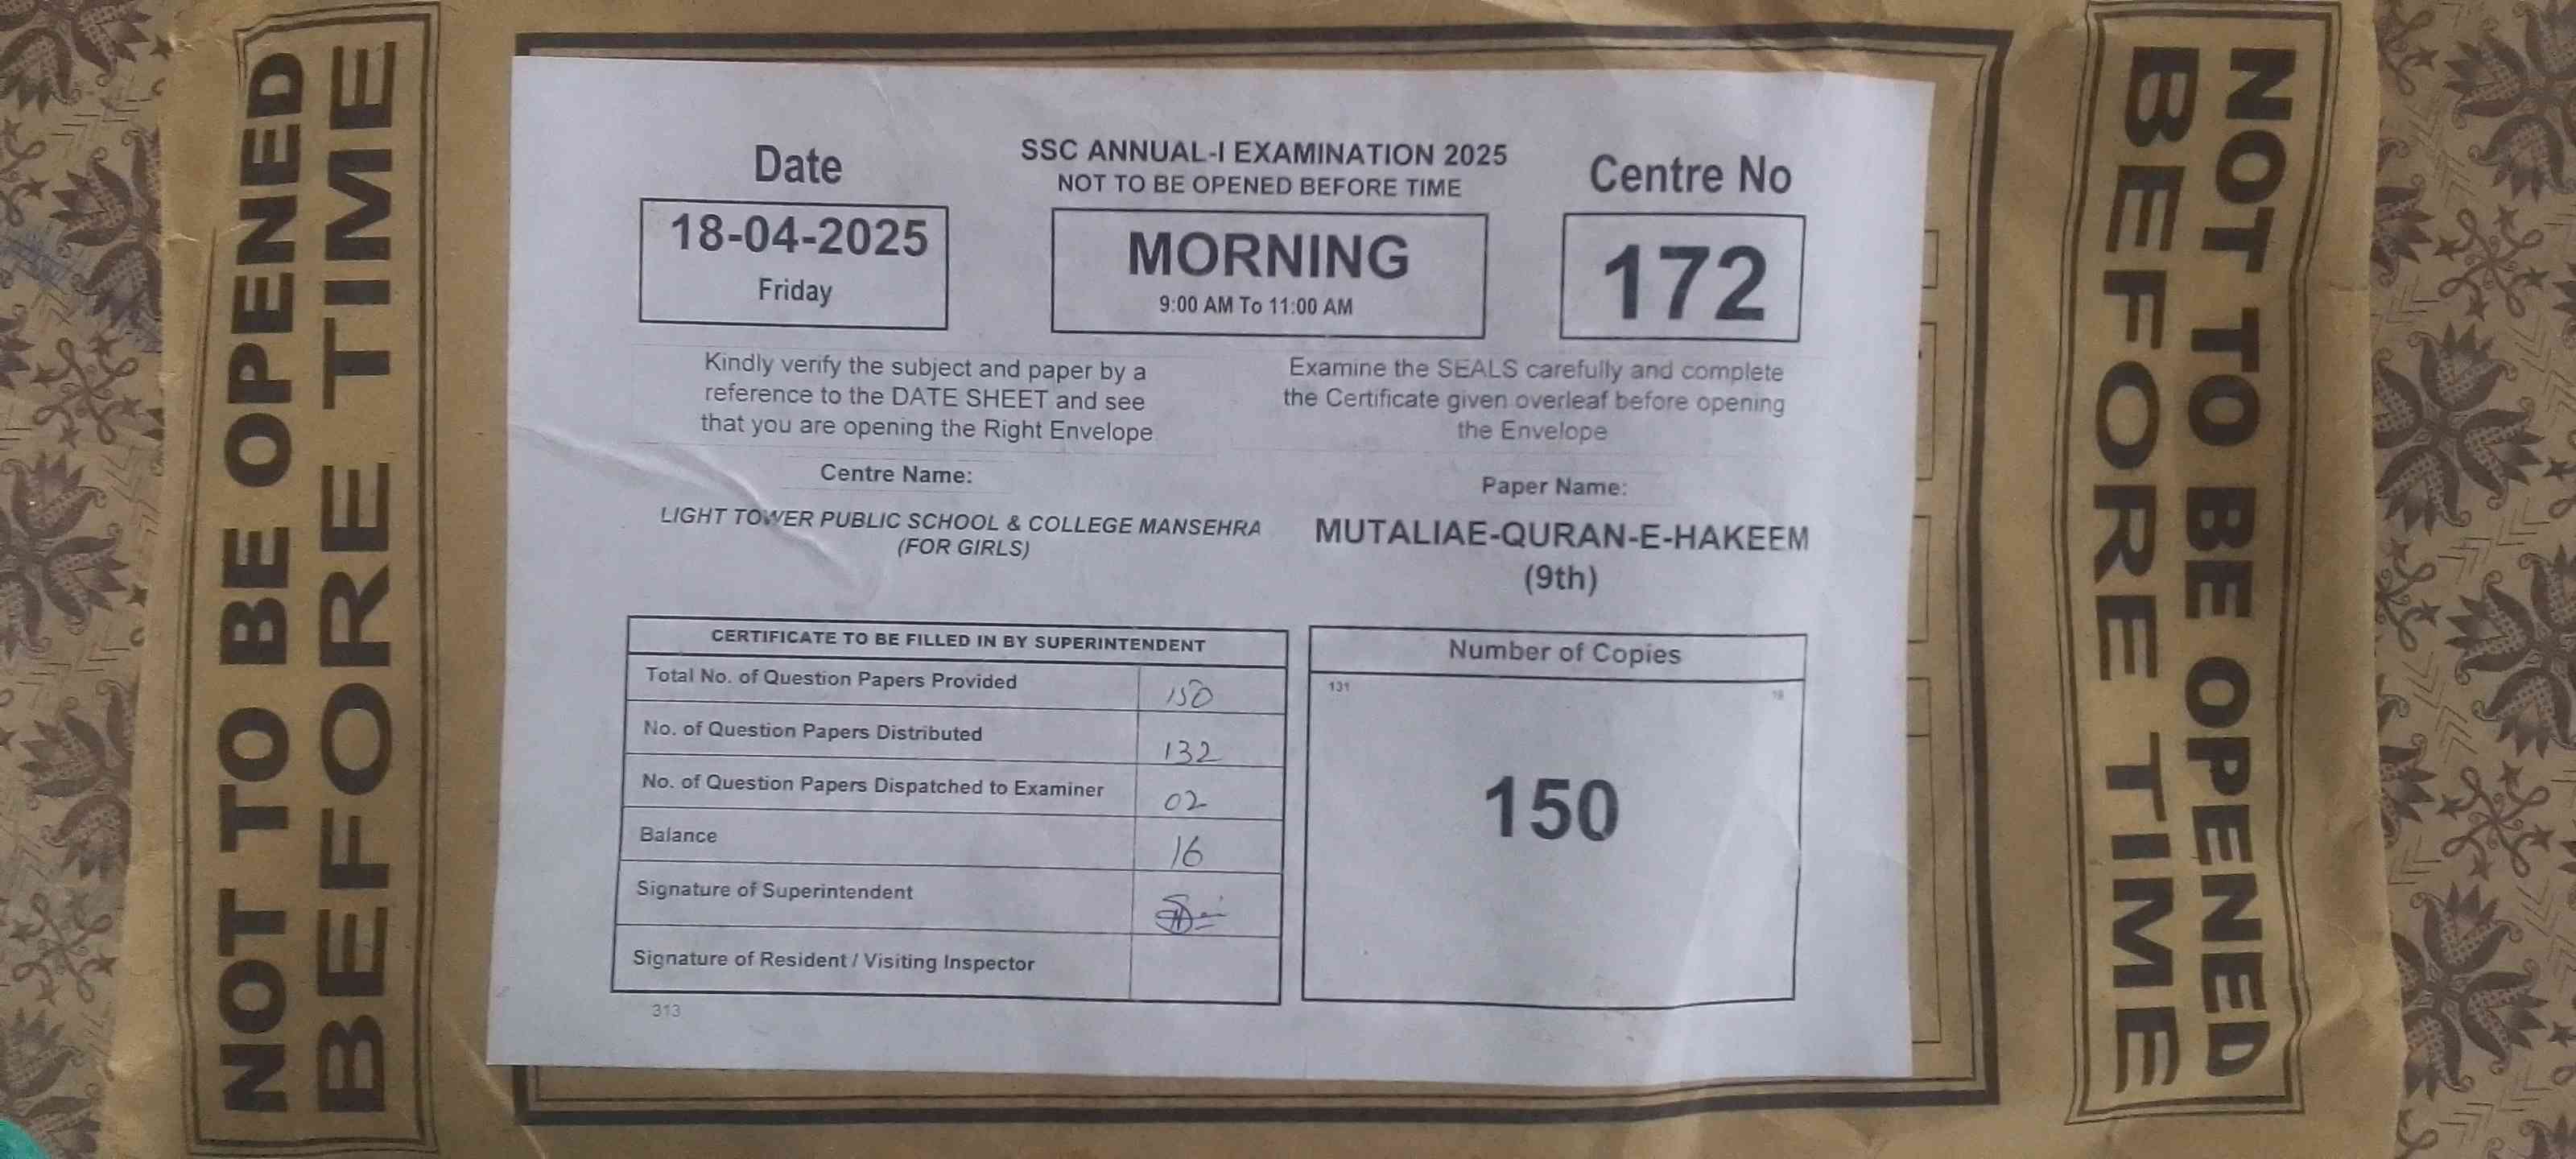 NOT TO BE OPENED
BEFORE TIME
Date
18-04-2025
Friday
SSC ANNUAL-I EXAMINATION 2025
NOT TO BE OPENED BEFORE TIME
MORNING
9:00 AM To 11:00 AM
Centre No
172
Kindly verify the subject and paper by a
reference to the DATE SHEET and see
that you are opening the Right Envelope
Examine the SEALS carefully and complete
the Certificate given overleaf before opening
the Envelope
Centre Name:
LIGHT TOWER PUBLIC SCHOOL & COLLEGE MANSEHRA
(FOR GIRLS)
Paper Name:
MUTALIAE-QURAN-E-HAKEEM
(9th)
CERTIFICATE TO BE FILLED IN BY SUPERINTENDENT
Total No. of Question Papers Provided 150
No. of Question Papers Distributed 132
No. of Question Papers Dispatched to Examiner 02
Balance 16
Signature of Superintendent
Signature of Resident / Visiting Inspector
313
Number of Copies
131
150
NOT TO BE OPENED
BEFORE TIME